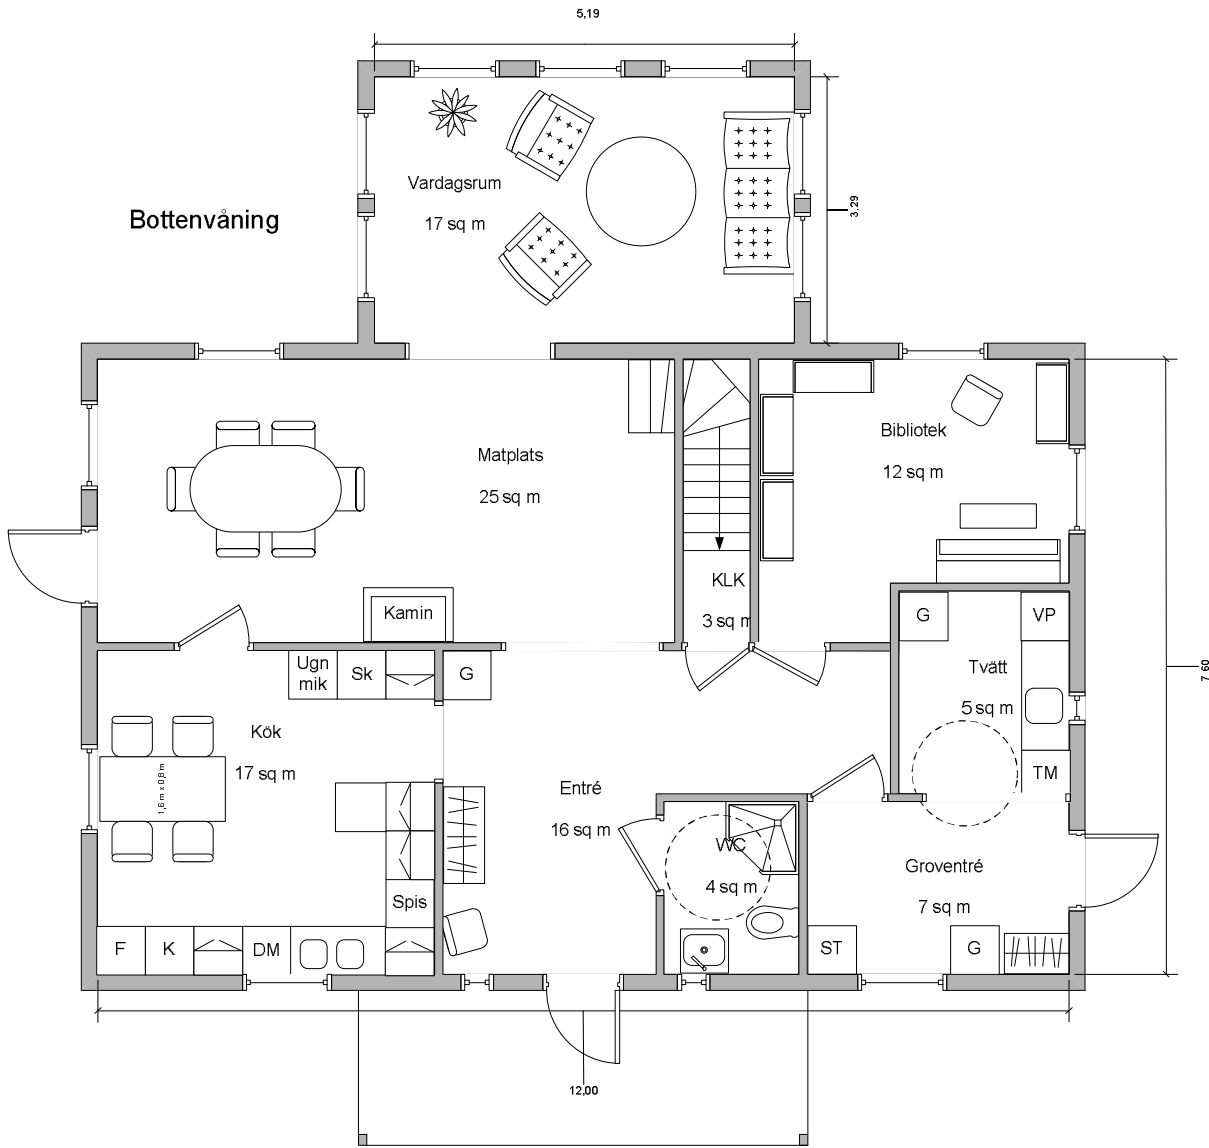 5,19
Vardagsrum
17 sq m
3,29
Bottenvåning
Matplats
25 sq m
Bibliotek
12 sq m
KLK
3 sq m
Kamin
G
VP
Ugn
mik
Sk
G
Tvätt
5 sq m
7 60
Kök
17 sq m
1,6m x 0,8m
TM
Entré
16 sq m
WC
4 sq m
Groventré
7 sq m
Spis
F
K
DM
ST
G
12,00